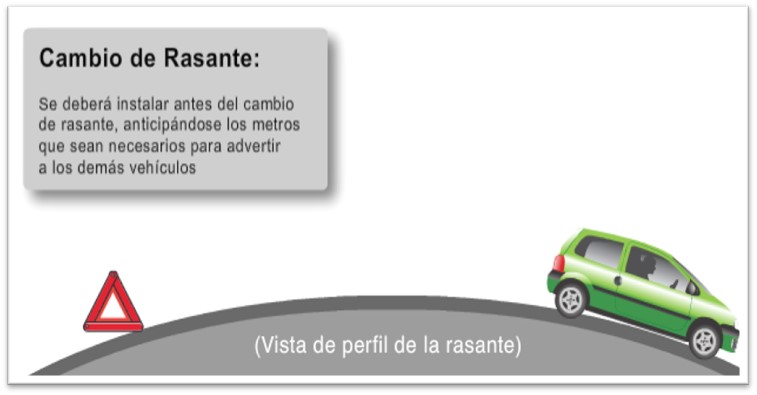 Cambio de Rasante:
Se deberá instalar antes del cambio
de rasante, anticipándose los metros
que sean necesarios para advertir
a los demás vehículos
(Vista de perfil de la rasante)